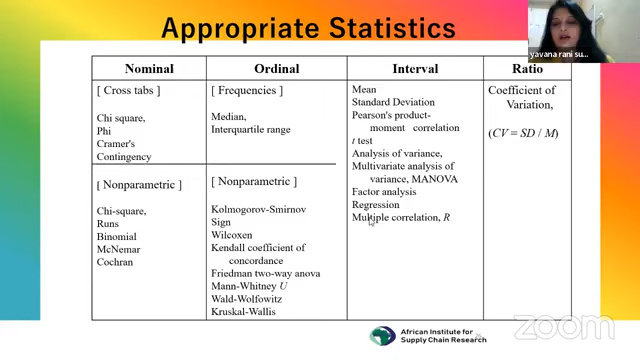 Appropriate Statistics
yavana rani su...
Nominal
[ Cross tabs ]
Chi square,
Phi
Cramer's
Contingency
[ Nonparametric ]
Chi-square,
Runs
Binomial
McNemar
Cochran
Ordinal
[ Frequencies ]
Median,
Interquartile range
[ Nonparametric ]
Kolmogorov-Smirnov
Sign
Wilcoxen
Kendall coefficient of
concordance
Friedman two-way anova
Mann-Whitney U
Wald-Wolfowitz
Kruskal-Wallis
Interval
Mean
Standard Deviation
Pearson's product-
moment correlation
t test
Analysis of variance,
Multivariate analysis of
variance, MANOVA
Factor analysis
Regression
Multiple correlation, R
Ratio
Coefficient of
Variation,
(CV = SD / M)
African Institute for
Supply Chain Research
zoom